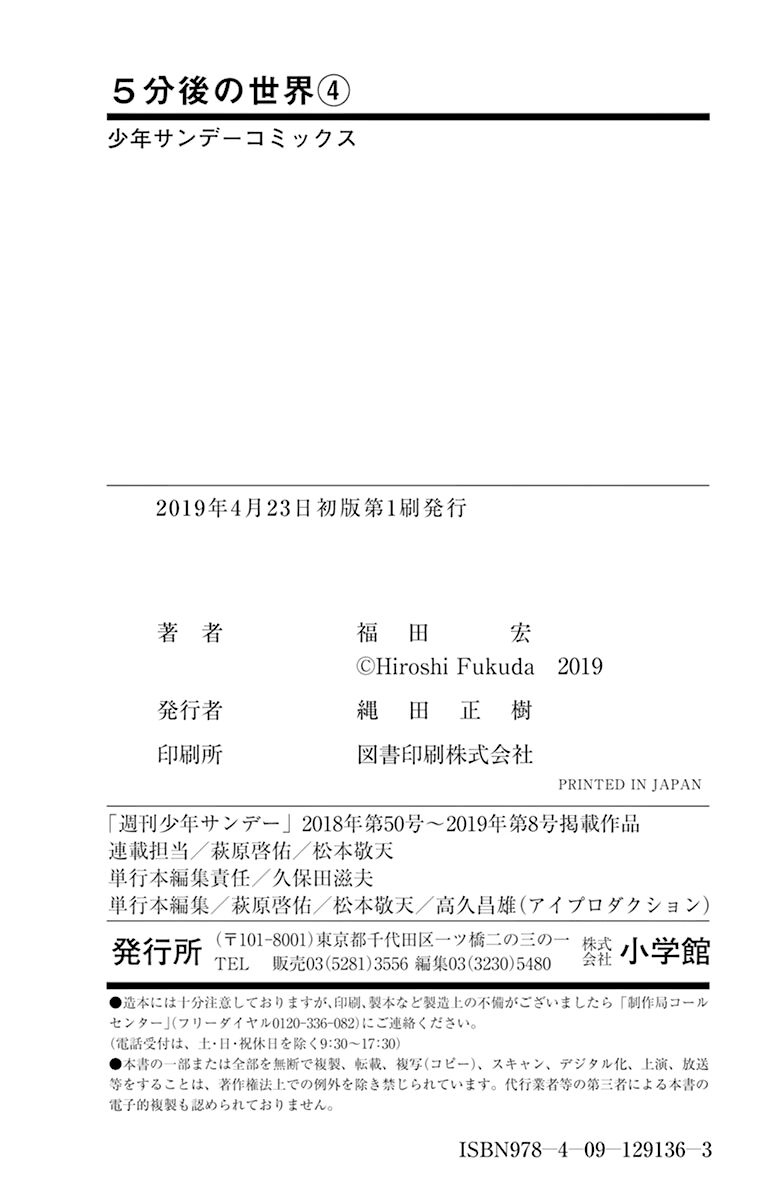 5分後の世界④
少年サンデーコミックス
2019年4月23日初版第1刷発行
著　者　福　田　　宏
©Hiroshi Fukuda　2019
発行者　縄　田　正　樹
印刷所　図書印刷株式会社
PRINTED IN JAPAN
「週刊少年サンデー」2018年第50号～2019年第8号掲載作品
連載担当／萩原啓佑／松本敬天
単行本編集責任／久保田滋夫
単行本編集／萩原啓佑／松本敬天／高久昌雄(アイプロダクション)
発行所　(〒101-8001)東京都千代田区一ツ橋二の三の一　株式会社　小学館
TEL　販売03(5281)3556 編集03(3230)5480
●造本には十分注意しておりますが、印刷、製本など製造上の不備がございましたら「制作局コール
センター」(フリーダイヤル0120-336-082)にご連絡ください。
(電話受付は、土・日・祝休日を除く9:30～17:30)
●本書の一部または全部を無断で複製、転載、複写(コピー)、スキャン、デジタル化、上演、放送
等をすることは、著作権法上での例外を除き禁じられています。代行業者等の第三者による本書の
電子的複製も認められておりません。
ISBN978-4-09-129136-3